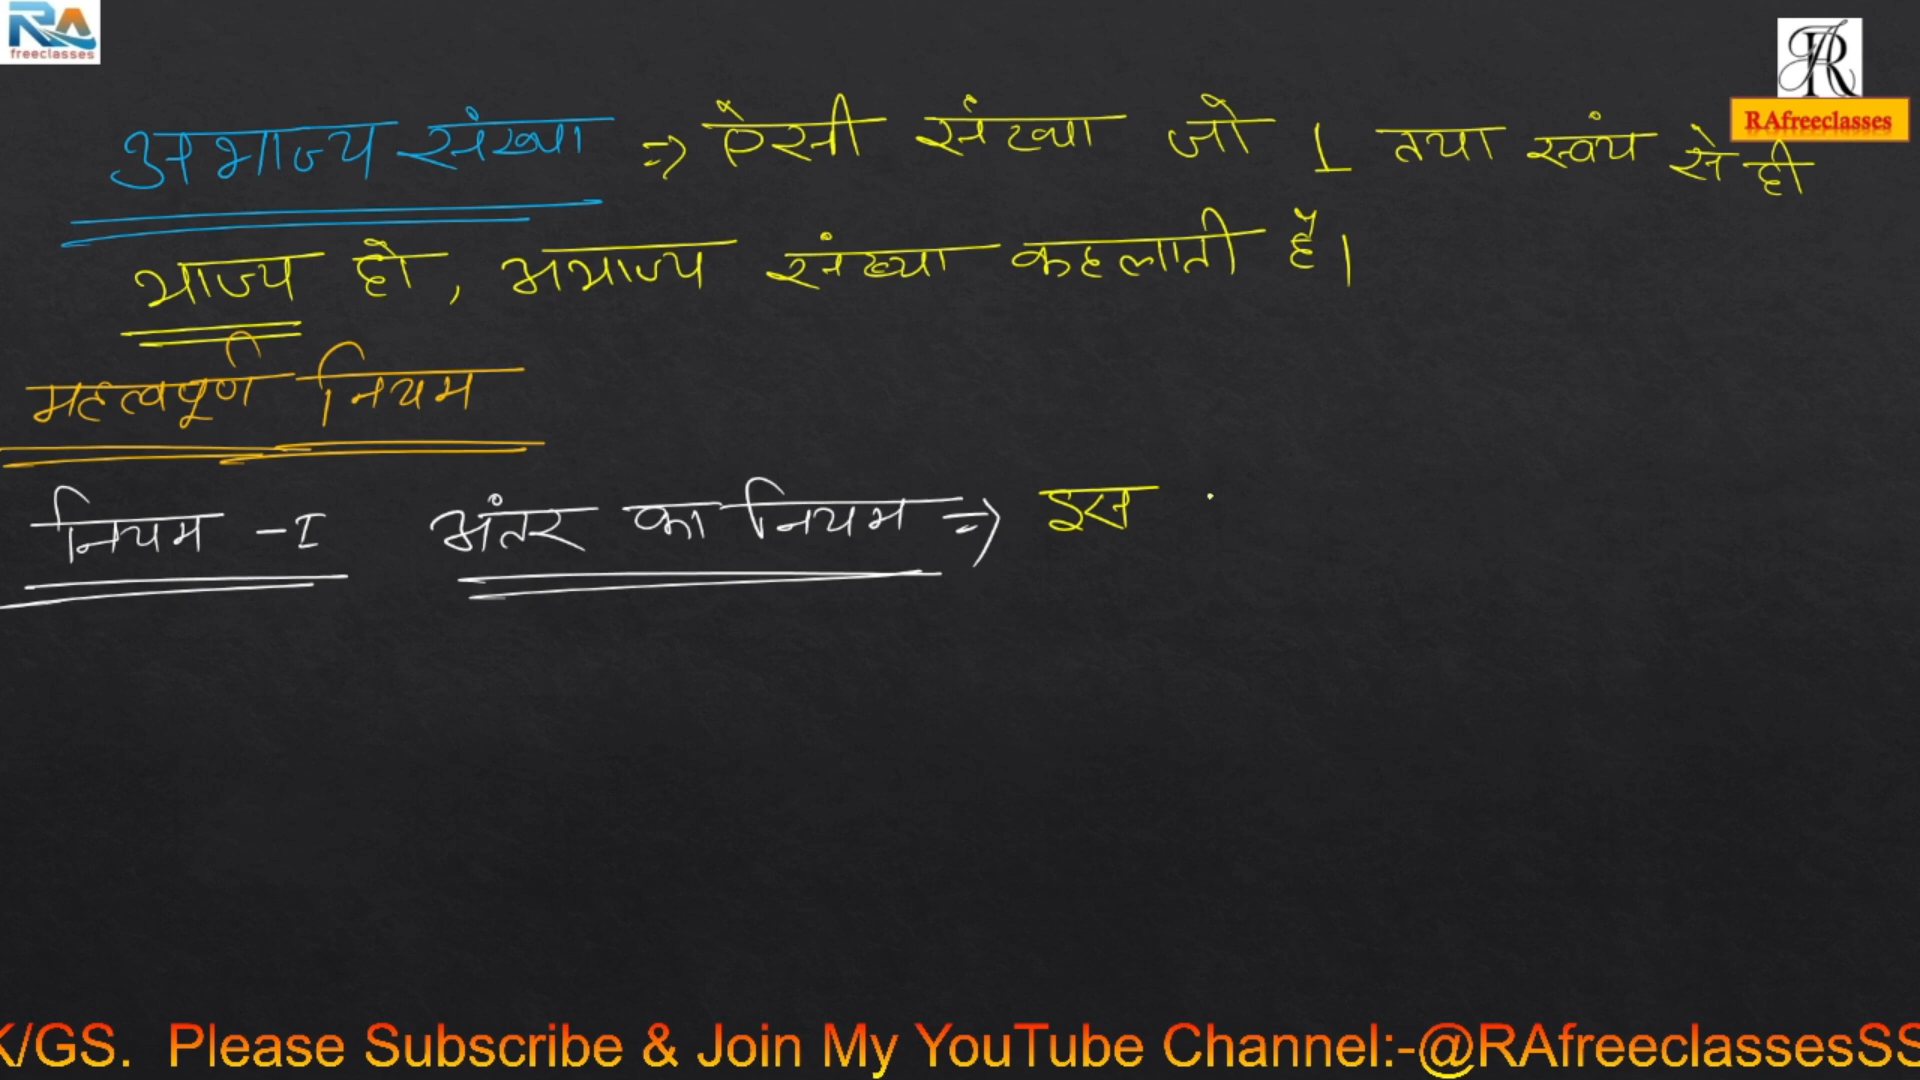 RA
freeclasses
RAfreeclasses
अभाज्य संख्या => ऐसी संख्या जो 1 तथा स्वंय से ही
भाज्य हो, अभाज्य संख्या कहलाती है।
महत्वपूर्ण नियम
नियम -I अंतर का नियम => इस
K/GS. Please Subscribe & Join My YouTube Channel:-@RAfreeclassesSS